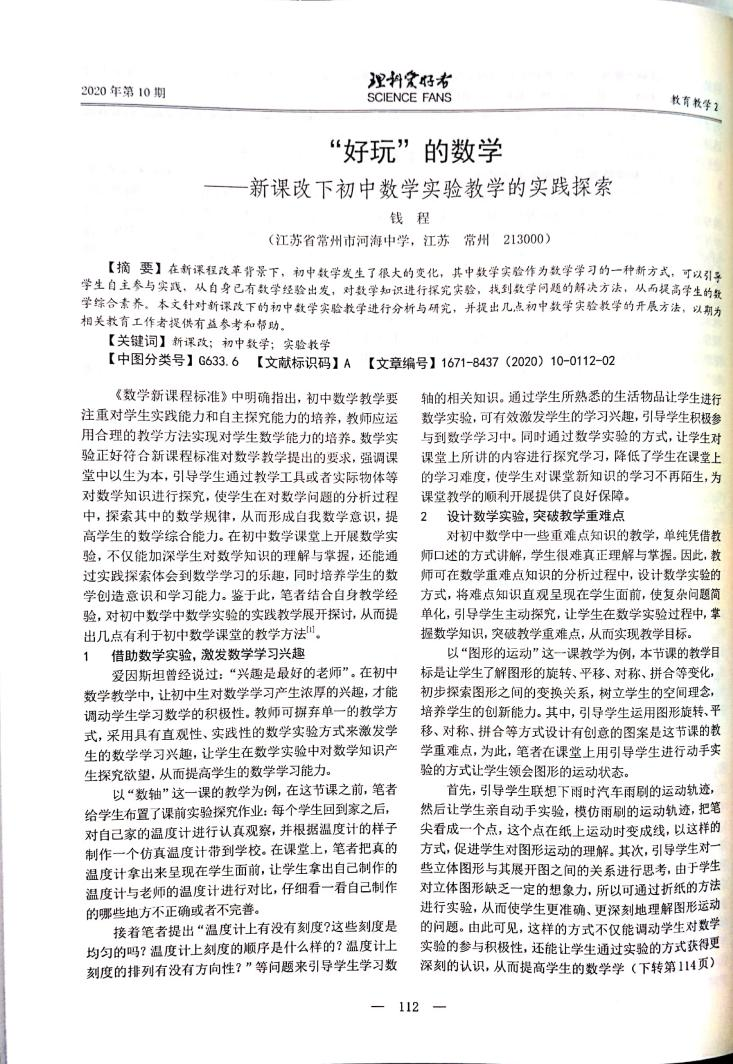 2020 年第 10 期
理科爱好者
SCIENCE FANS
教育教学 2
“好玩”的数学
——新课改下初中数学实验教学的实践探索
钱 程
（江苏省常州市河海中学，江苏 常州 213000）
【摘 要】在新课程改革背景下，初中数学发生了很大的变化，其中数学实验作为数学学习的一种新方式，可以引导
学生自主参与实践，从自身已有数学经验出发，对数学知识进行探究实验，找到数学问题的解决方法，从而提高学生的数
学综合素养。本文针对新课改下的初中数学实验教学进行分析与研究，并提出几点初中数学实验教学的开展方法，以期为
相关教育工作者提供有益参考和帮助。
【关键词】新课改；初中数学；实验教学
【中图分类号】G633.6 【文献标识码】A 【文章编号】1671-8437（2020）10-0112-02
《数学新课程标准》中明确指出，初中数学教学要
注重对学生实践能力和自主探究能力的培养，教师应运
用合理的教学方法实现对学生数学能力的培养。数学实
验正好符合新课程标准对数学教学提出的要求，强调课
堂中以生为本，引导学生通过教学工具或者实际物体等
对数学知识进行探究，使学生在对数学问题的分析过程
中，探索其中的数学规律，从而形成自我数学意识，提
高学生的数学综合能力。在初中数学课堂上开展数学实
验，不仅能加深学生对数学知识的理解与掌握，还能通
过实践探索体会到数学学习的乐趣，同时培养学生的数
学创造意识和学习能力。鉴于此，笔者结合自身教学经
验，对初中数学中数学实验的实践教学展开探讨，从而提
出几点有利于初中数学课堂的教学方法[1]。
1 借助数学实验，激发数学学习兴趣
爱因斯坦曾经说过：“兴趣是最好的老师”。在初中
数学教学中，让初中生对数学学习产生浓厚的兴趣，才能
调动学生学习数学的积极性。教师可摒弃单一的教学方
式，采用具有直观性、实践性的数学实验方式来激发学
生的数学学习兴趣，让学生在数学实验中对数学知识产
生探究欲望，从而提高学生的数学学习能力。
以“数轴”这一课的教学为例，在这节课之前，笔者
给学生布置了课前实验探究作业：每个学生回到家之后，
对自己家的温度计进行认真观察，并根据温度计的样子
制作一个仿真温度计带到学校。在课堂上，笔者把真的
温度计拿出来呈现在学生面前，让学生拿出自己制作的
温度计与老师的温度计进行对比，仔细看一看自己制作
的哪些地方不正确或者不完善。
接着笔者提出“温度计上有没有刻度？这些刻度是
均匀的吗？温度计上刻度的顺序是什么样的？温度计上
刻度的排列有没有方向性？”等问题来引导学生学习数
轴的相关知识。通过学生所熟悉的生活物品让学生进行
数学实验，可有效激发学生的学习兴趣，引导学生积极参
与到数学学习中。同时通过数学实验的方式，让学生对
课堂上所讲的内容进行探究学习，降低了学生在课堂上
的学习难度，使学生对课堂新知识的学习不再陌生，为
课堂教学的顺利开展提供了良好保障。
2 设计数学实验，突破教学重难点
对初中数学中一些重难点知识的教学，单纯凭借教
师口述的方式讲解，学生很难真正理解与掌握。因此，教
师可在数学重难点知识的分析过程中，设计数学实验的
方式，将难点知识直观呈现在学生面前，使复杂问题简
单化，引导学生主动探究，让学生在数学实验过程中，掌
握数学知识，突破教学重难点，从而实现教学目标。
以“图形的运动”这一课教学为例，本节课的教学目
标是让学生了解图形的旋转、平移、对称、拼合等变化，
初步探索图形之间的变换关系，树立学生的空间理念，
培养学生的创新能力。其中，引导学生运用图形旋转、平
移、对称、拼合等方式设计有创意的图案是这节课的教
学重难点，为此，笔者在课堂上用引导学生进行动手实
验的方式让学生领会图形的运动状态。
首先，引导学生联想下雨时汽车雨刷的运动轨迹，
然后让学生亲自动手实验，模仿雨刷的运动轨迹，把笔
尖看成一个点，这个点在纸上运动时变成线，以这样的
方式，促进学生对图形运动的理解。其次，引导学生对一
些立体图形与其展开图之间的关系进行思考，由于学生
对立体图形缺乏一定的想象力，所以可通过折纸的方法
进行实验，从而使学生更准确、更深刻地理解图形运动
的问题。由此可见，这样的方式不仅能调动学生对数学
实验的参与积极性，还能让学生通过实验的方式获得更
深刻的认识，从而提高学生的数学学（下转第114页）
— 112 —